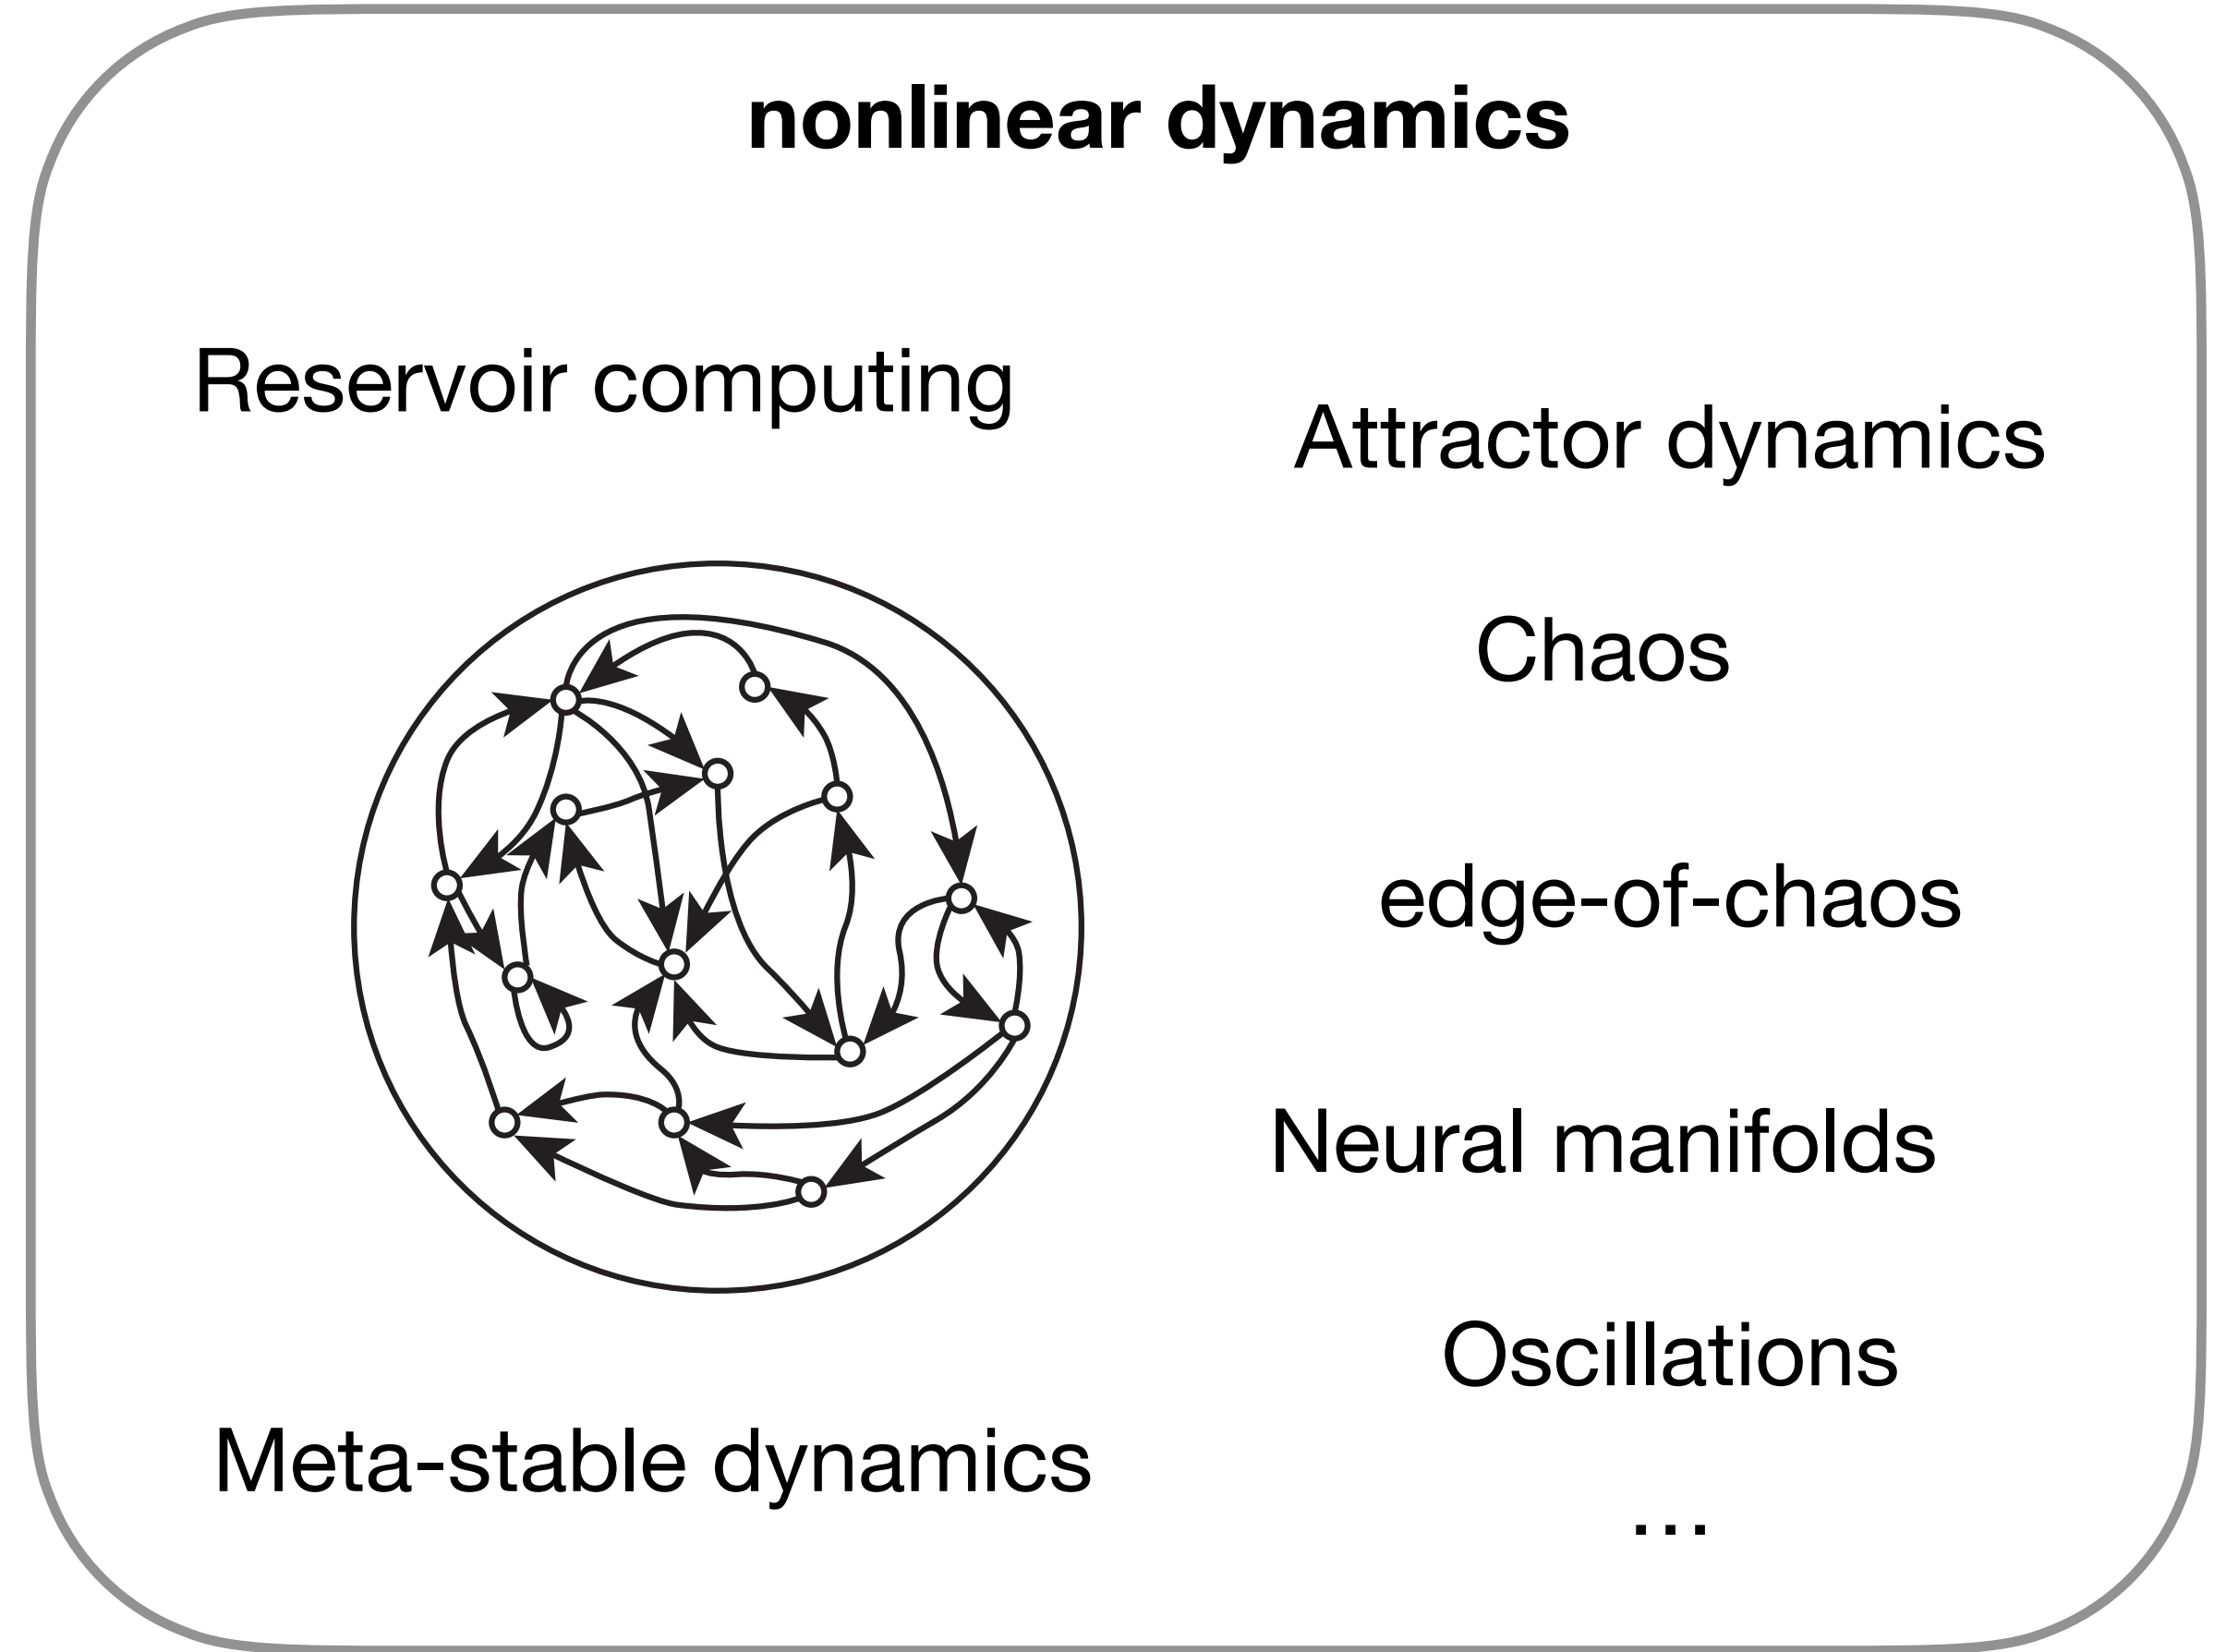 nonlinear dynamics
Reservoir computing
Attractor dynamics
Chaos
edge-of-chaos
Neural manifolds
Oscillations
Meta-stable dynamics
...